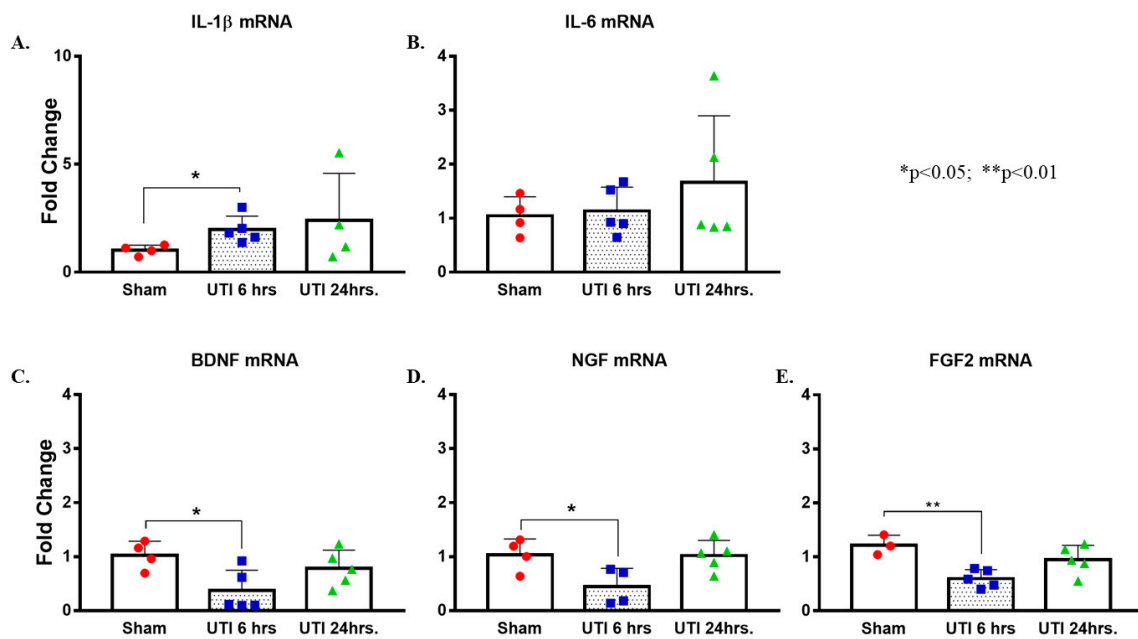 IL-1β mRNA
A.
10
5
0
Fold Change
*
Sham
UTI 6 hrs
UTI 24hrs.
IL-6 mRNA
B.
4
3
2
1
0
Sham
UTI 6 hrs
UTI 24hrs.
*p<0.05; **p<0.01
BDNF mRNA
C.
4
3
2
1
0
Fold Change
*
Sham
UTI 6 hrs
UTI 24hrs.
NGF mRNA
D.
4
3
2
1
0
*
Sham
UTI 6 hrs
UTI 24hrs.
FGF2 mRNA
E.
4
3
2
1
0
**
Sham
UTI 6 hrs
UTI 24hrs.